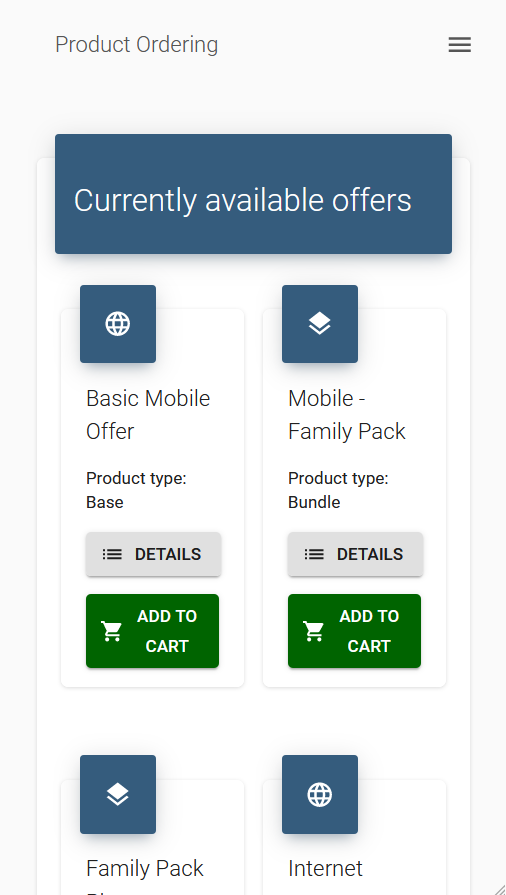 Product Ordering
Currently available offers
Basic Mobile
Offer
Product type:
Base
DETAILS
ADD TO
CART
Mobile -
Family Pack
Product type:
Bundle
DETAILS
ADD TO
CART
Family Pack
Internet